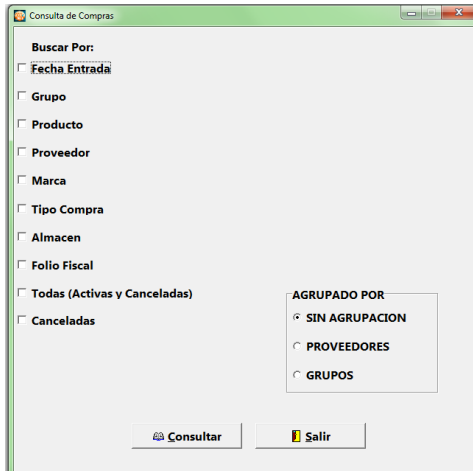 Consulta de Compras
Buscar Por:
Fecha Entrada
Grupo
Producto
Proveedor
Marca
Tipo Compra
Almacen
Folio Fiscal
Todas (Activas y Canceladas)
Canceladas
AGRUPADO POR
SIN AGRUPACION
PROVEEDORES
GRUPOS
Consultar
Salir